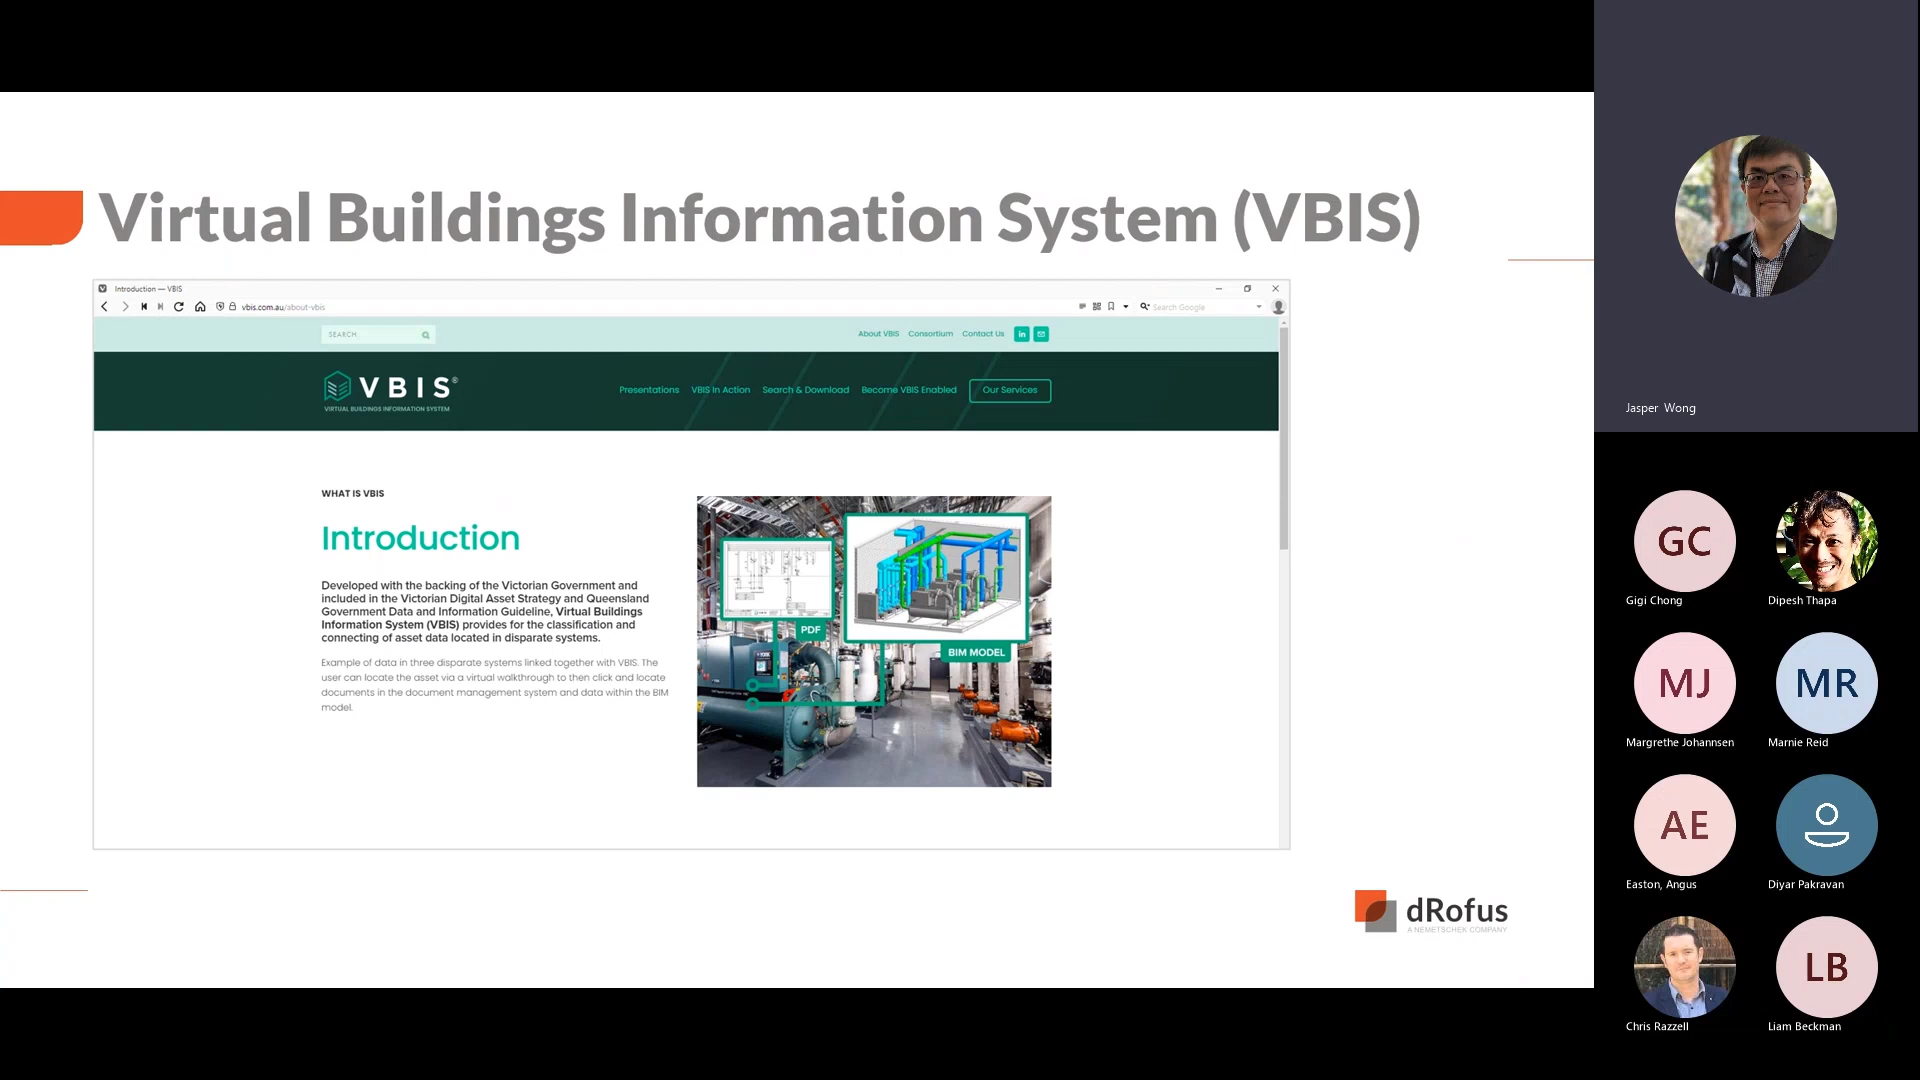 Virtual Buildings Information System (VBIS)
Introduction — VBIS
vbis.com.au/about-vbis
Search Google
SEARCH
About VBIS Consortium Contact Us
in
VBIS®
VIRTUAL BUILDINGS INFORMATION SYSTEM
Presentations VBIS In Action Search & Download Become VBIS Enabled Our Services
WHAT IS VBIS
Introduction
Developed with the backing of the Victorian Government and
included in the Victorian Digital Asset Strategy and Queensland
Government Data and Information Guideline, Virtual Buildings
Information System (VBIS) provides for the classification and
connecting of asset data located in disparate systems.
Example of data in three disparate systems linked together with VBIS. The
user can locate the asset via a virtual walkthrough to then click and locate
documents in the document management system and data within the BIM
model.
PDF
BIM MODEL
dRofus
A NEMETSCHEK COMPANY
Jasper Wong
GC
Gigi Chong
Dipesh Thapa
MJ
Margrethe Johannsen
MR
Marnie Reid
AE
Easton, Angus
Diyar Pakravan
Chris Razzell
LB
Liam Beckman